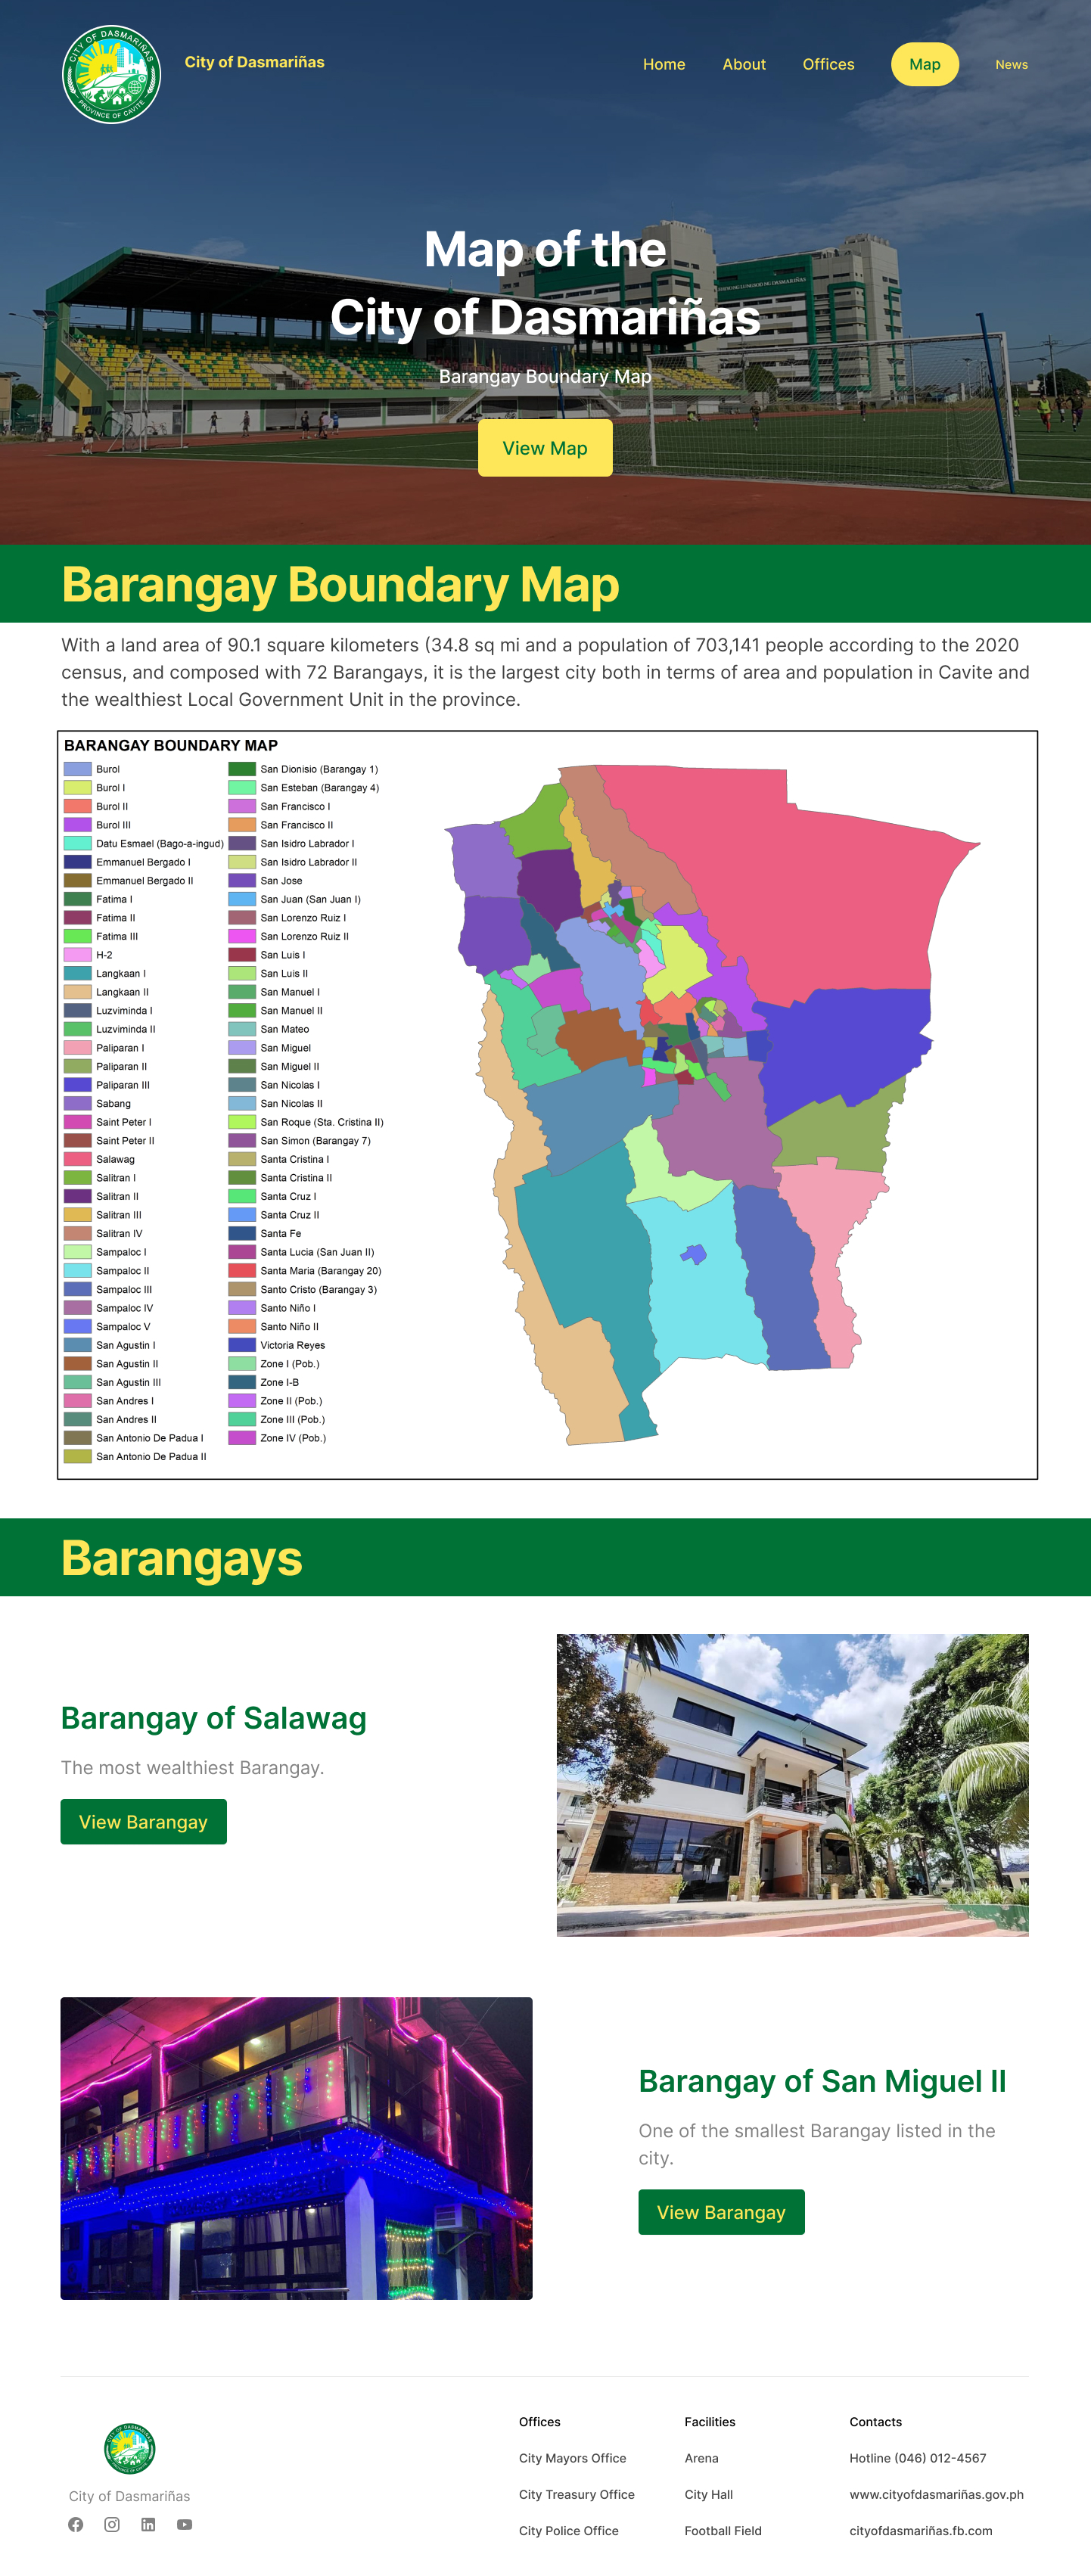 CITY OF DASMARIÑAS
PROVINCE OF CAVITE
City of Dasmariñas
Home
About
Offices
Map
News
Map of the
City of Dasmariñas
Barangay Boundary Map
View Map
Barangay Boundary Map
With a land area of 90.1 square kilometers (34.8 sq mi and a population of 703,141 people according to the 2020
census, and composed with 72 Barangays, it is the largest city both in terms of area and population in Cavite and
the wealthiest Local Government Unit in the province.
BARANGAY BOUNDARY MAP
Burol
Burol I
Burol II
Burol III
Datu Esmael (Bago-a-ingud)
Emmanuel Bergado I
Emmanuel Bergado II
Fatima I
Fatima II
Fatima III
H-2
Langkaan I
Langkaan II
Luzviminda I
Luzviminda II
Paliparan I
Paliparan II
Paliparan III
Sabang
Saint Peter I
Saint Peter II
Salawag
Salitran I
Salitran II
Salitran III
Salitran IV
Sampaloc I
Sampaloc II
Sampaloc III
Sampaloc IV
Sampaloc V
San Agustin I
San Agustin II
San Agustin III
San Andres I
San Andres II
San Antonio De Padua I
San Antonio De Padua II
San Dionisio (Barangay 1)
San Esteban (Barangay 4)
San Francisco I
San Francisco II
San Isidro Labrador I
San Isidro Labrador II
San Jose
San Juan (San Juan I)
San Lorenzo Ruiz I
San Lorenzo Ruiz II
San Luis I
San Luis II
San Manuel I
San Manuel II
San Mateo
San Miguel
San Miguel II
San Nicolas I
San Nicolas II
San Roque (Sta. Cristina II)
San Simon (Barangay 7)
Santa Cristina I
Santa Cristina II
Santa Cruz I
Santa Cruz II
Santa Fe
Santa Lucia (San Juan II)
Santa Maria (Barangay 20)
Santo Cristo (Barangay 3)
Santo Niño I
Santo Niño II
Victoria Reyes
Zone I (Pob.)
Zone I-B
Zone II (Pob.)
Zone III (Pob.)
Zone IV (Pob.)
Barangays
Barangay of Salawag
The most wealthiest Barangay.
View Barangay
Barangay of San Miguel II
One of the smallest Barangay listed in the
city.
View Barangay
City of Dasmariñas
Offices
City Mayors Office
City Treasury Office
City Police Office
Facilities
Arena
City Hall
Football Field
Contacts
Hotline (046) 012-4567
www.cityofdasmariñas.gov.ph
cityofdasmariñas.fb.com